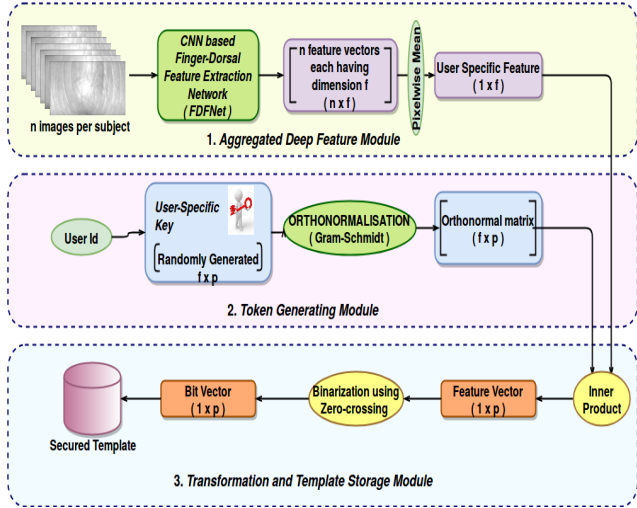 CNN based
Finger-Dorsal
Feature Extraction
Network
( FDFNet)
n feature vectors
each having
dimension f
( n x f )
Pixelwise Mean
User Specific Feature
( 1 x f )
n images per subject
1. Aggregated Deep Feature Module
User Id
User-Specific
Key
Randomly Generated
f x p
ORTHONORMALISATION
( Gram-Schmidt )
Orthonormal matrix
( f x p )
2. Token Generating Module
Secured Template
Bit Vector
( 1 x p )
Binarization using
Zero-crossing
Feature Vector
( 1 x p )
Inner
Product
3. Transformation and Template Storage Module